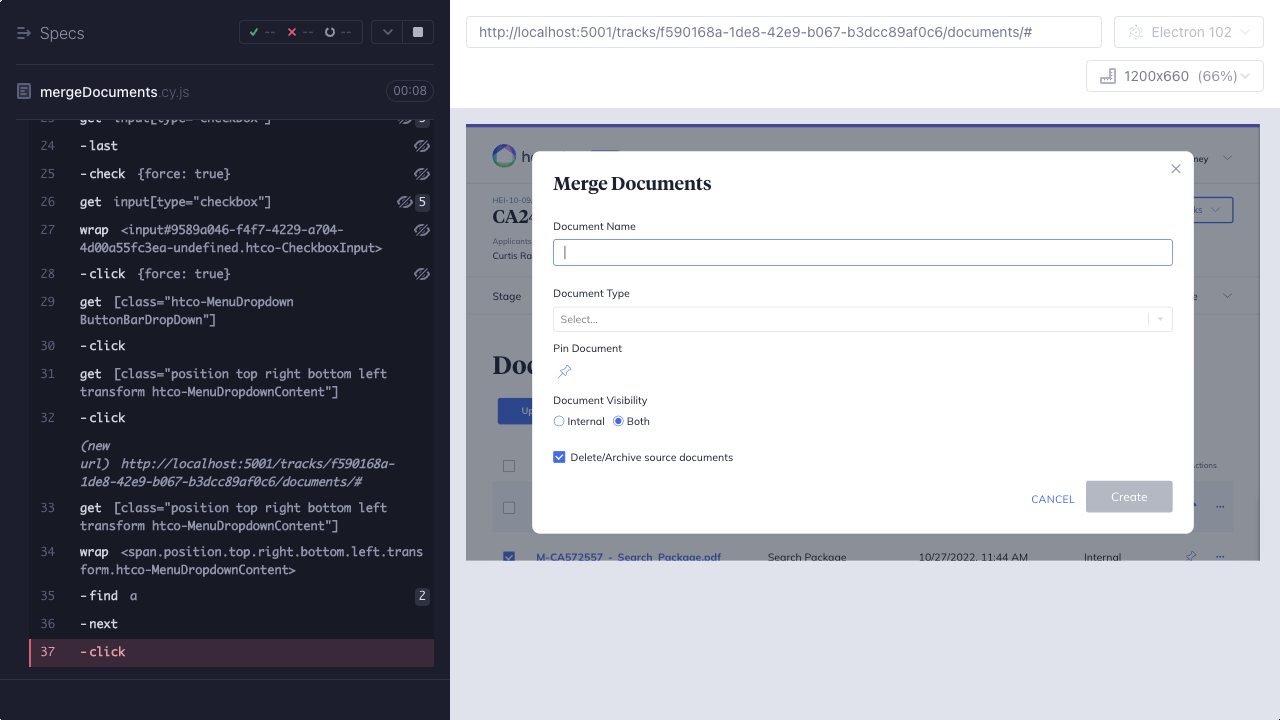 Specs
-- -- --
mergeDocuments.cy.js
00:08
24 -last
25 -check {force: true}
26 get input[type="checkbox"] 5
27 wrap <input#9589a046-f4f7-4229-a704-
4d00a55fc3ea-undefined.htco-CheckboxInput>
28 -click {force: true}
29 get [class="htco-MenuDropdown
ButtonBarDropDown"]
30 -click
31 get [class="position top right bottom left
transform htco-MenuDropdownContent"]
32 -click
(new
url) http://localhost:5001/tracks/f590168a-
1de8-42e9-b067-b3dcc89af0c6/documents/#
33 get [class="position top right bottom left
transform htco-MenuDropdownContent"]
34 wrap <span.position.top.right.bottom.left.trans
form.htco-MenuDropdownContent>
35 -find a 2
36 -next
37 -click
http://localhost:5001/tracks/f590168a-1de8-42e9-b067-b3dcc89af0c6/documents/#
Electron 102
1200x660 (66%)
HEI-10-09
CA24
Applicants
Curtis Ra
Stage
Doc
Up
Merge Documents
Document Name
Document Type
Select...
Pin Document
Document Visibility
Internal Both
Delete/Archive source documents
CANCEL Create
M-CA572557 - Search Package.pdf Search Package 10/27/2022, 11:44 AM Internal